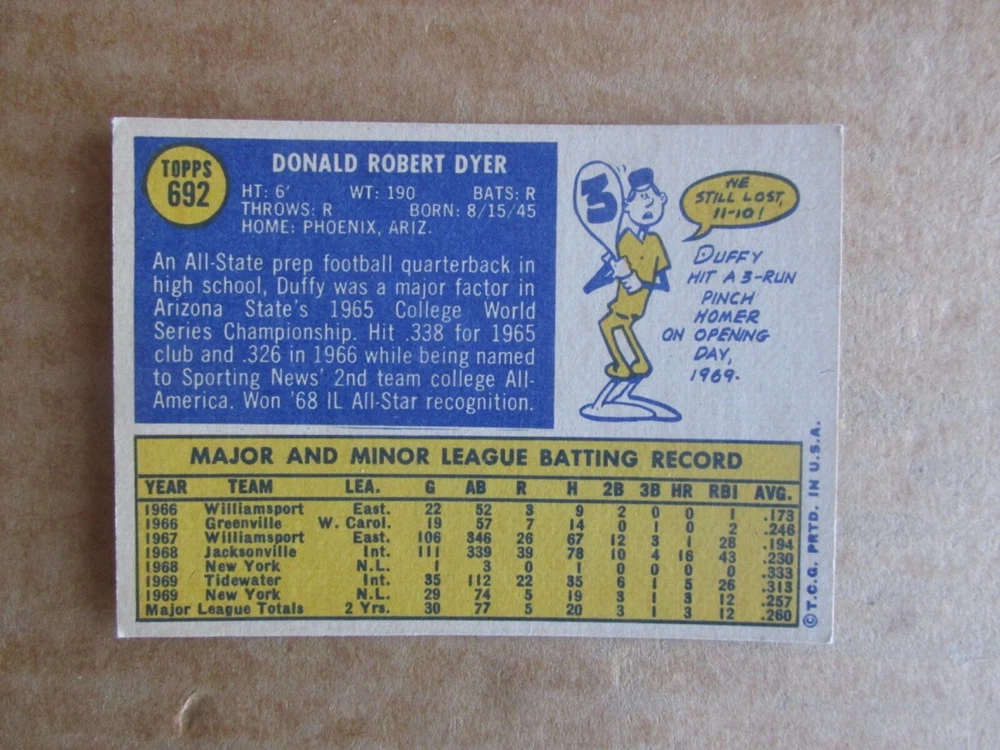 TOPPS
692
DONALD ROBERT DYER
HT: 6' WT: 190 BATS: R
THROWS: R BORN: 8/15/45
HOME: PHOENIX, ARIZ.
An All-State prep football quarterback in
high school, Duffy was a major factor in
Arizona State's 1965 College World
Series Championship. Hit .338 for 1965
club and .326 in 1966 while being named
to Sporting News' 2nd team college All-
America. Won '68 IL All-Star recognition.
3
WE
STILL LOST,
11-10!
DUFFY
HIT A 3-RUN
PINCH
HOMER
ON OPENING
DAY,
1969.
MAJOR AND MINOR LEAGUE BATTING RECORD
YEAR TEAM LEA. G AB R H 2B 3B HR RBI AVG.
1966 Williamsport East. 22 52 3 9 2 0 0 1 .173
1966 Greenville W. Carol. 19 57 7 14 0 1 0 2 .246
1967 Williamsport East. 106 346 26 67 12 3 1 28 .194
1968 Jacksonville Int. 111 339 39 78 10 4 16 43 .230
1968 New York N.L. 1 3 0 1 0 0 0 0 .333
1969 Tidewater Int. 35 112 22 35 6 1 5 26 .313
1969 New York N.L. 29 74 5 19 3 1 3 12 .257
Major League Totals 2 Yrs. 30 77 5 20 3 1 3 12 .260
©T.C.G. PRTD. IN U.S.A.